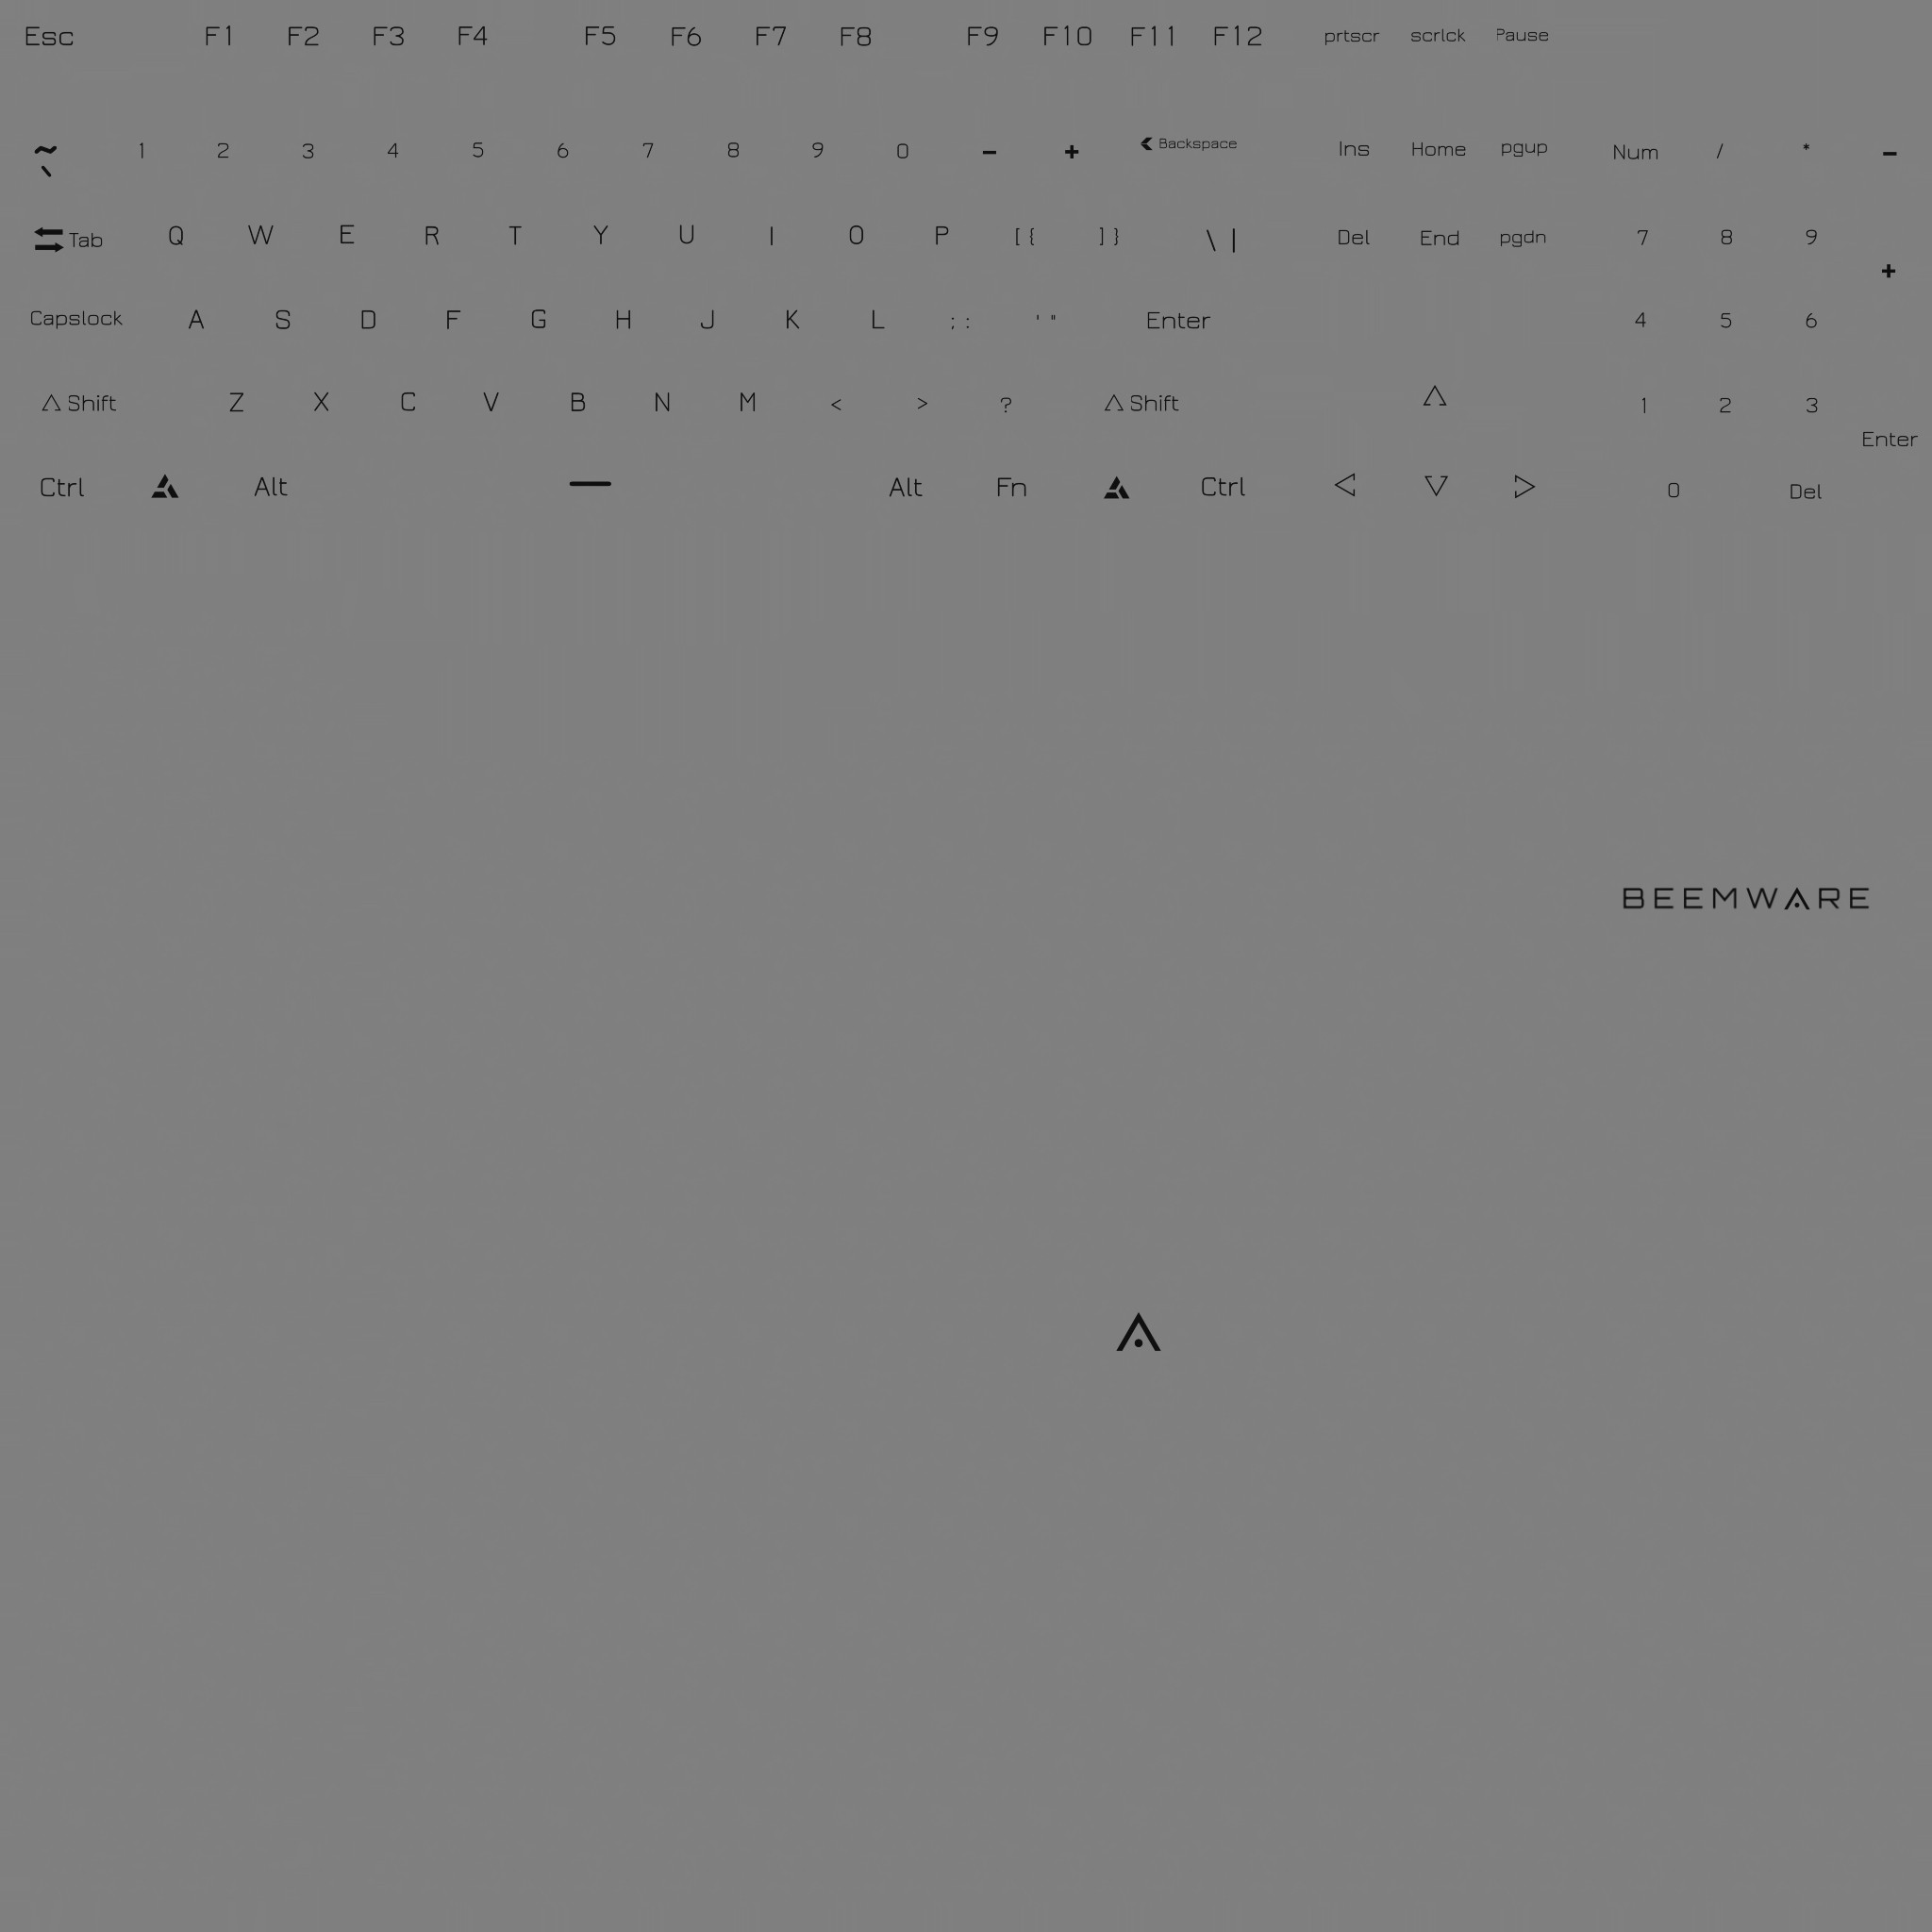 Esc F1 F2 F3 F4 F5 F6 F7 F8 F9 F10 F11 F12 prtscr scrlck Pause
~ 1 2 3 4 5 6 7 8 9 0 - + Backspace Ins Home pgup Num / * -
`
Tab Q W E R T Y U I O P [ { ] } \ | Del End pgdn 7 8 9
+
Capslock A S D F G H J K L ; : ' " Enter 4 5 6
Shift Z X C V B N M < > ? Shift 1 2 3
Enter
Ctrl Alt Alt Fn Ctrl 0 Del
BEEMWARE